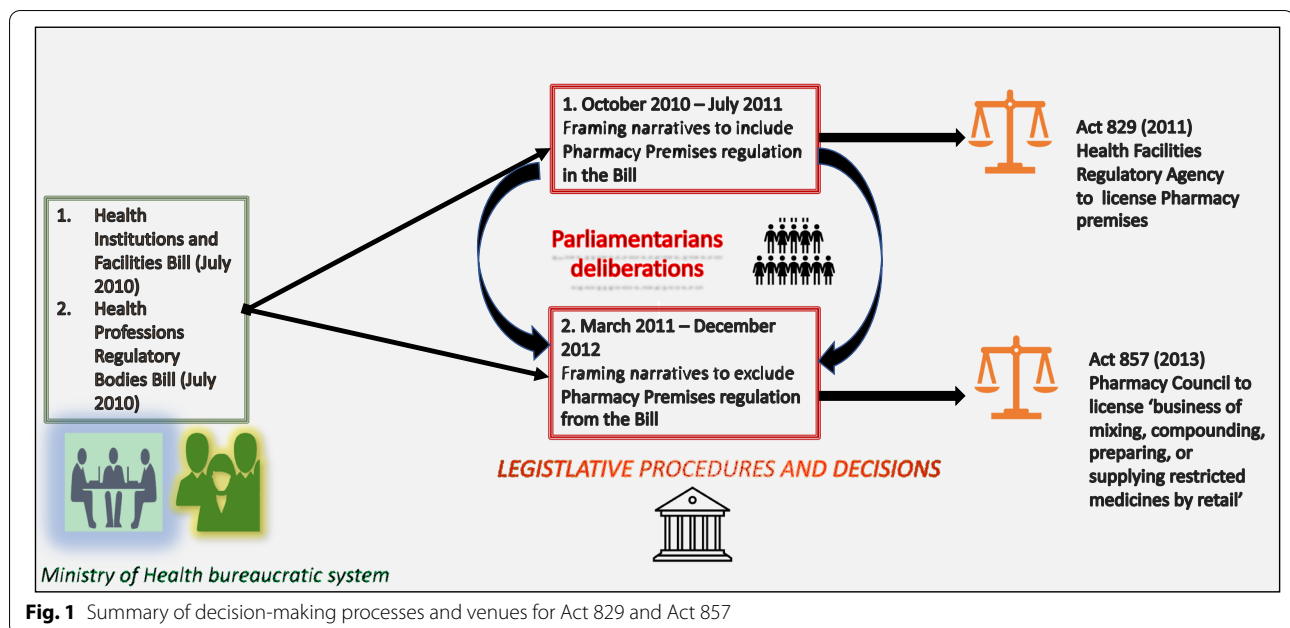 1. Health
Institutions and
Facilities Bill (July
2010)
2. Health
Professions
Regulatory
Bodies Bill (July
2010)
Ministry of Health bureaucratic system
1. October 2010 – July 2011
Framing narratives to include
Pharmacy Premises regulation
in the Bill
Parliamentarians
deliberations
2. March 2011 – December
2012
Framing narratives to exclude
Pharmacy Premises regulation
from the Bill
LEGISTLATIVE PROCEDURES AND DECISIONS
Act 829 (2011)
Health Facilities
Regulatory Agency
to license Pharmacy
premises
Act 857 (2013)
Pharmacy Council to
license ‘business of
mixing, compounding,
preparing, or
supplying restricted
medicines by retail’
Fig. 1 Summary of decision-making processes and venues for Act 829 and Act 857